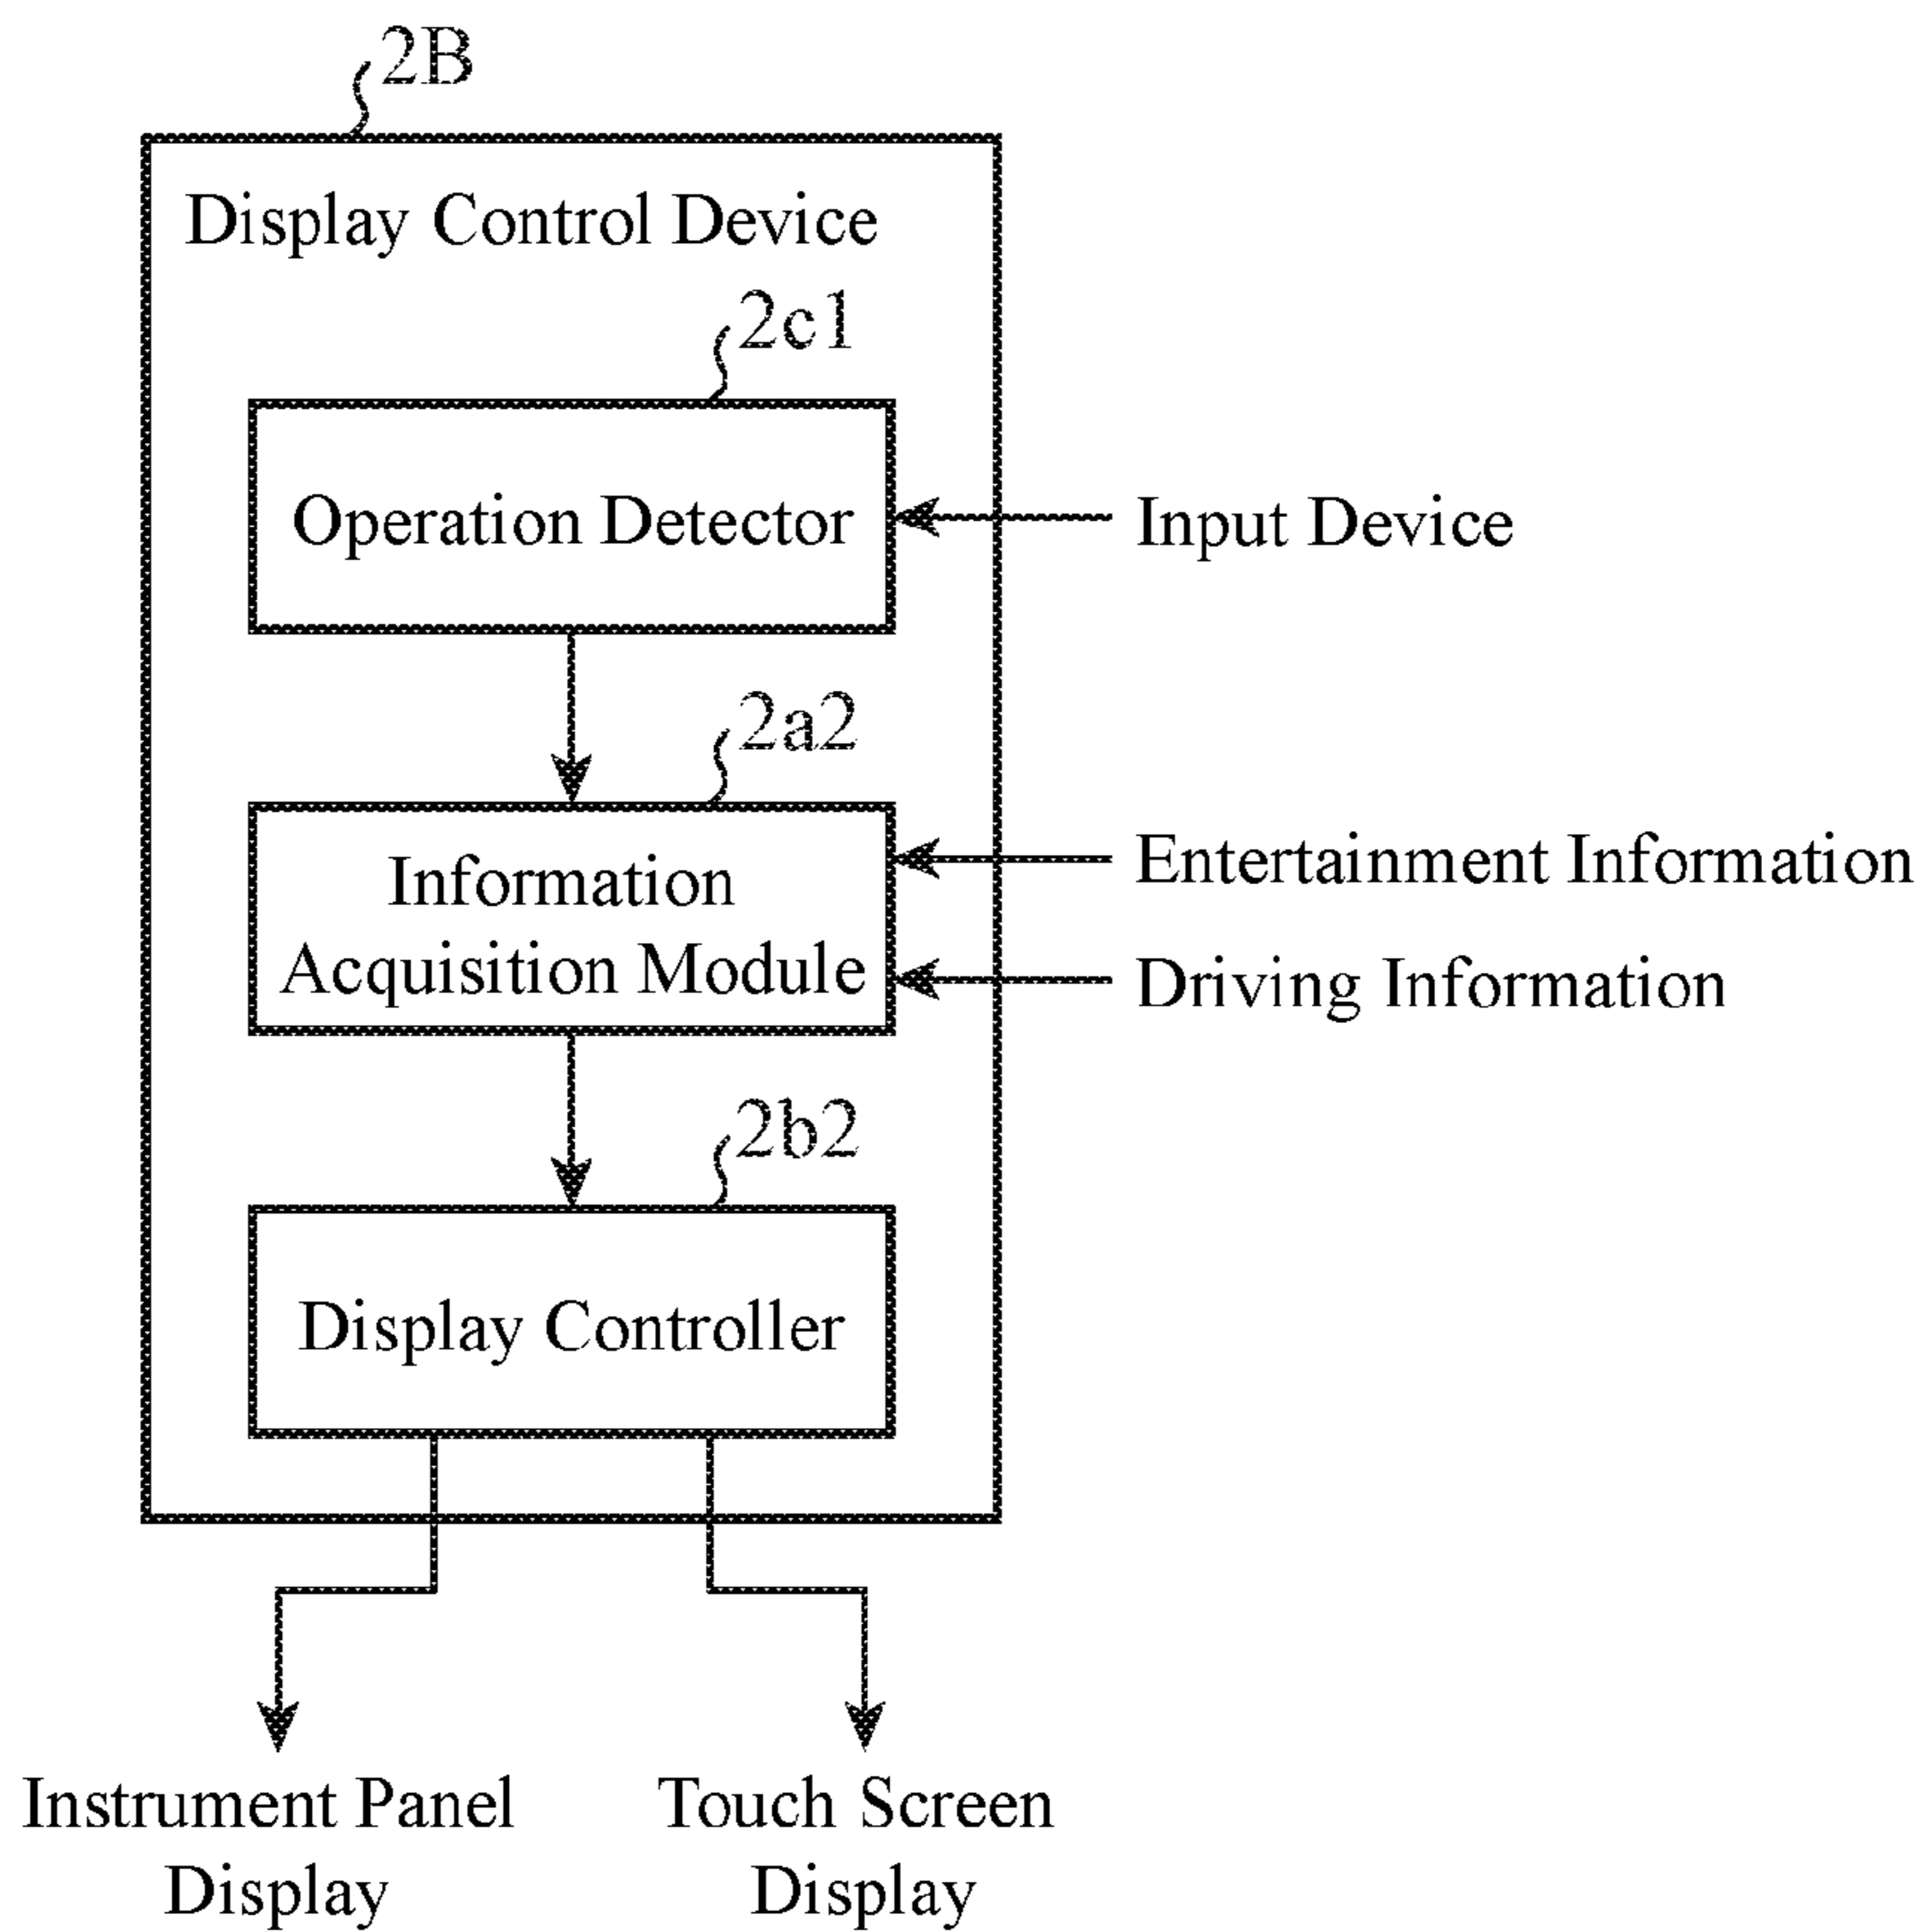 2B
Display Control Device
2c1
Operation Detector
Input Device
2a2
Information
Acquisition Module
Entertainment Information
Driving Information
2b2
Display Controller
Instrument Panel
Display
Touch Screen
Display